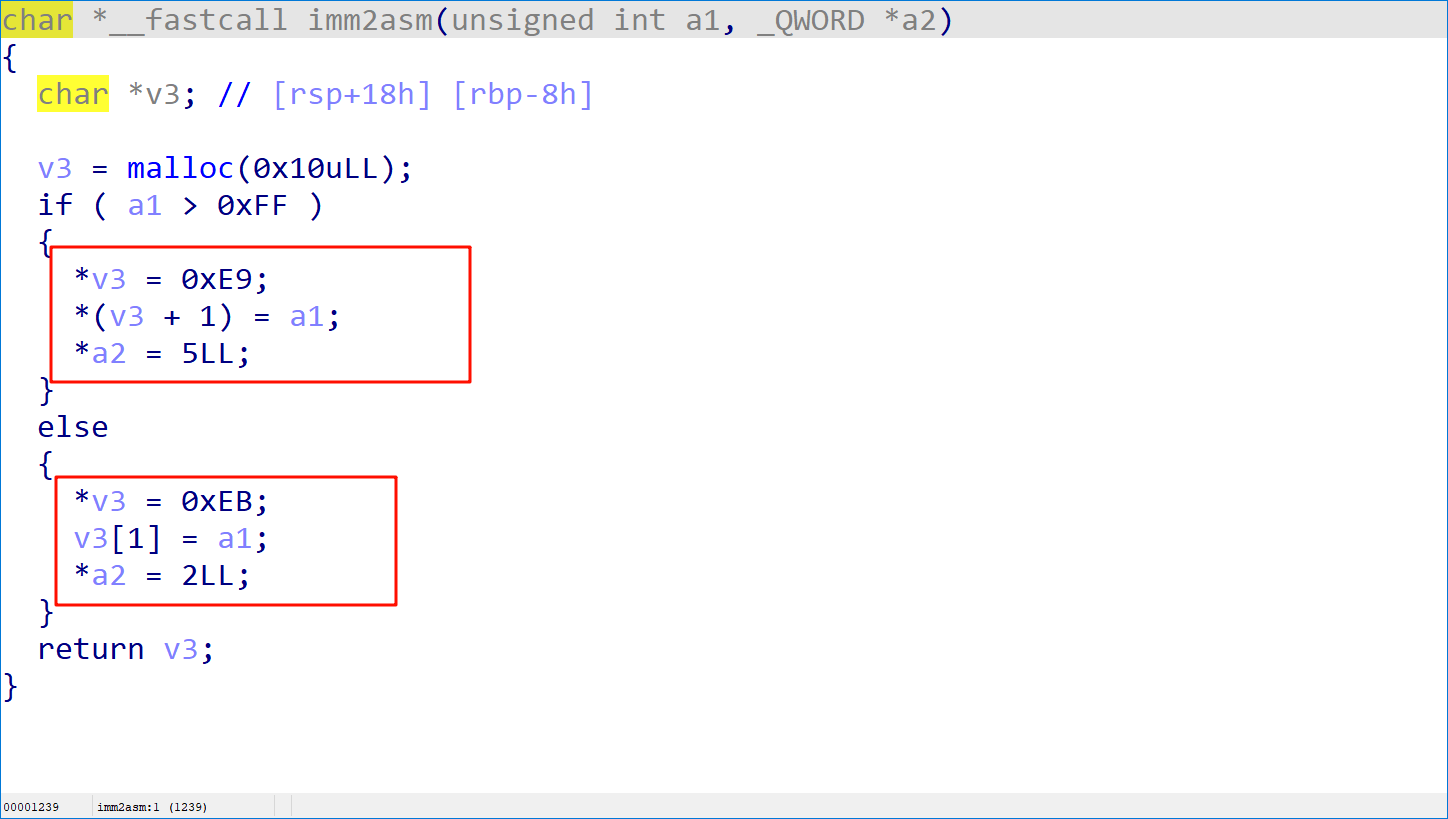 char *__fastcall imm2asm(unsigned int a1, _QWORD *a2)
{
  char *v3; // [rsp+18h] [rbp-8h]

  v3 = malloc(0x10uLL);
  if ( a1 > 0xFF )
  {
    *v3 = 0xE9;
    *(v3 + 1) = a1;
    *a2 = 5LL;
  }
  else
  {
    *v3 = 0xEB;
    v3[1] = a1;
    *a2 = 2LL;
  }
  return v3;
}
00001239 imm2asm:1 (1239)